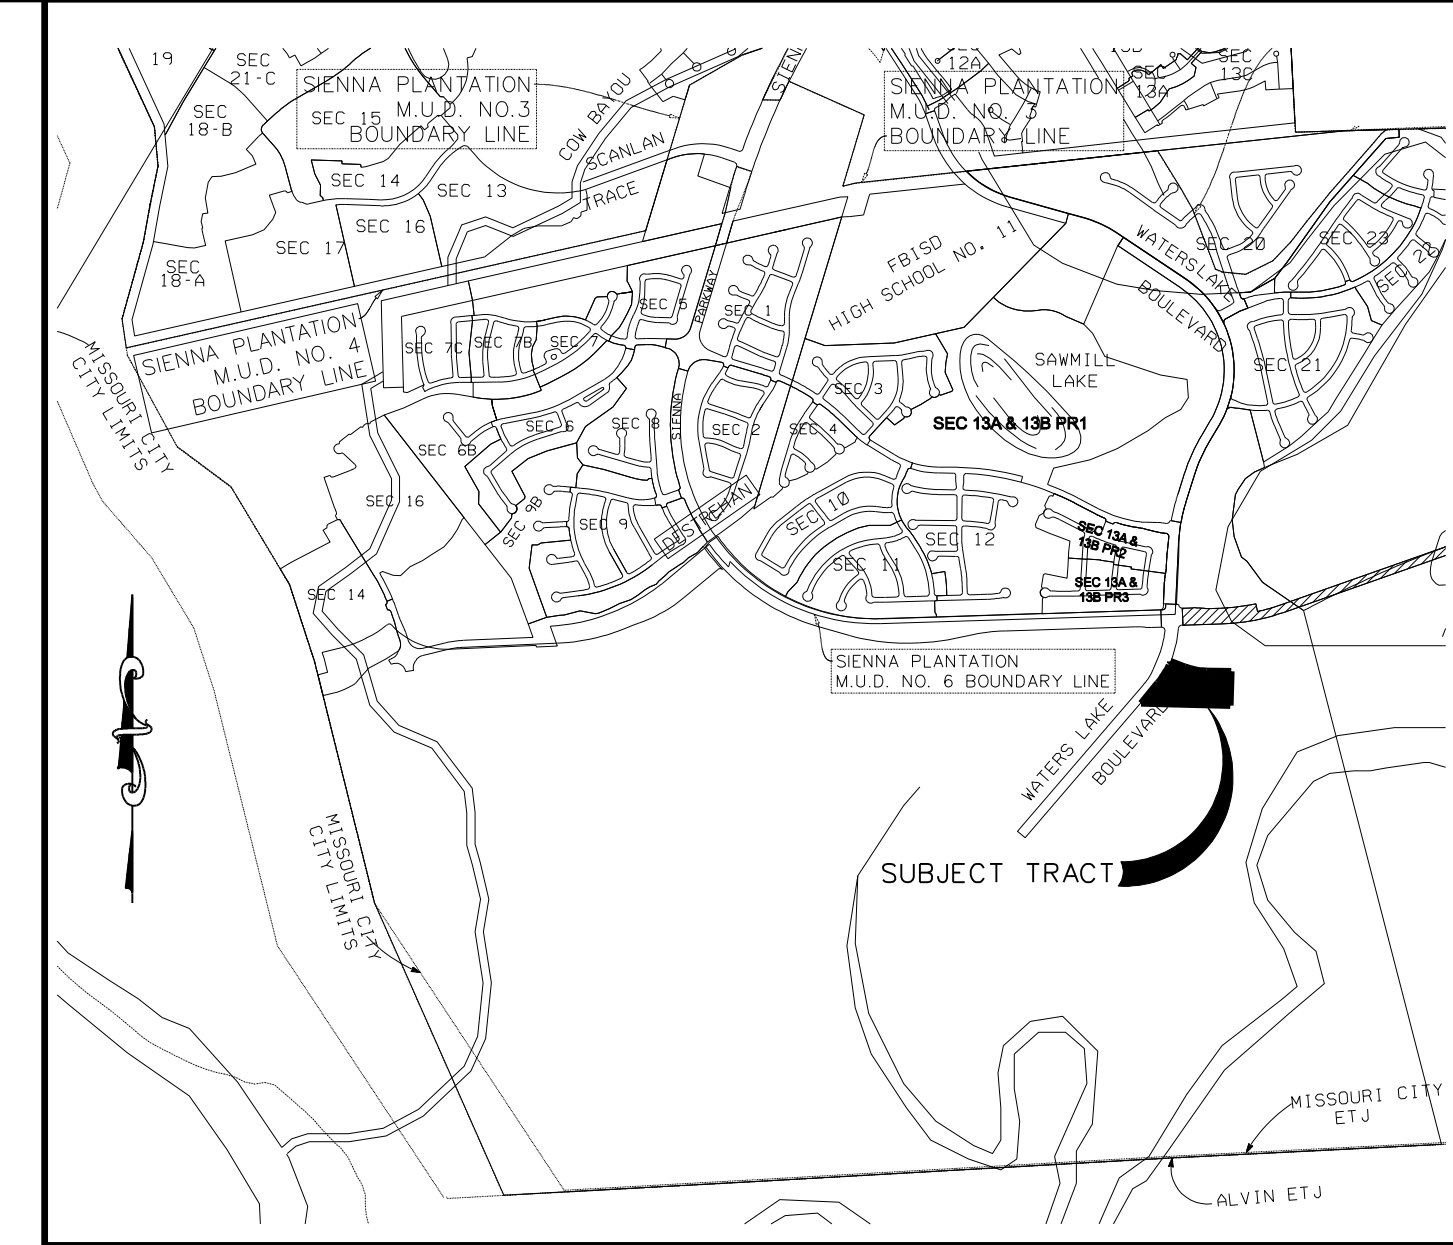 19
SEC
21-C
SEC
18-B
SIENNA PLANTATION
M.U.D. NO.3
BOUNDARY LINE
SEC 15
COW BAYOU
SCANLAN
TRACE
SIEN
12A
SIENNA PLANTATION
M.U.D. NO. 3
BOUNDARY LINE
13B
SEC
13A
SEC
13C
SEC 14
SEC 13
SEC 16
SEC 17
SEC
18-A
FBISD
HIGH SCHOOL NO. 11
WATERSLAKE
BOULEVARD
SEC 20
SEC 23
SEC 5
PARKWAY
SEC 1
SIENNA PLANTATION
M.U.D. NO. 4
BOUNDARY LINE
SEC 7C
SEC 7B
SEC 7
MISSOURI CITY
CITY LIMITS
SAWMILL
LAKE
SEC 21
SEC 3
SEC 13A & 13B PR1
SEC 6
SEC 8
SIENNA
SEC 2
SEC 4
SEC 6B
SEC 16
SEC 9B
SEC 9
DESTREHAN
SEC 10
SEC 12
SEC 11
SEC 13A &
13B PR2
SEC 13A &
13B PR3
SEC 14
SIENNA PLANTATION
M.U.D. NO. 6 BOUNDARY LINE
WATERS LAKE
BOULEVARD
SUBJECT TRACT
MISSOURI CITY
CITY LIMITS
MISSOURI CITY
ETJ
ALVIN ETJ